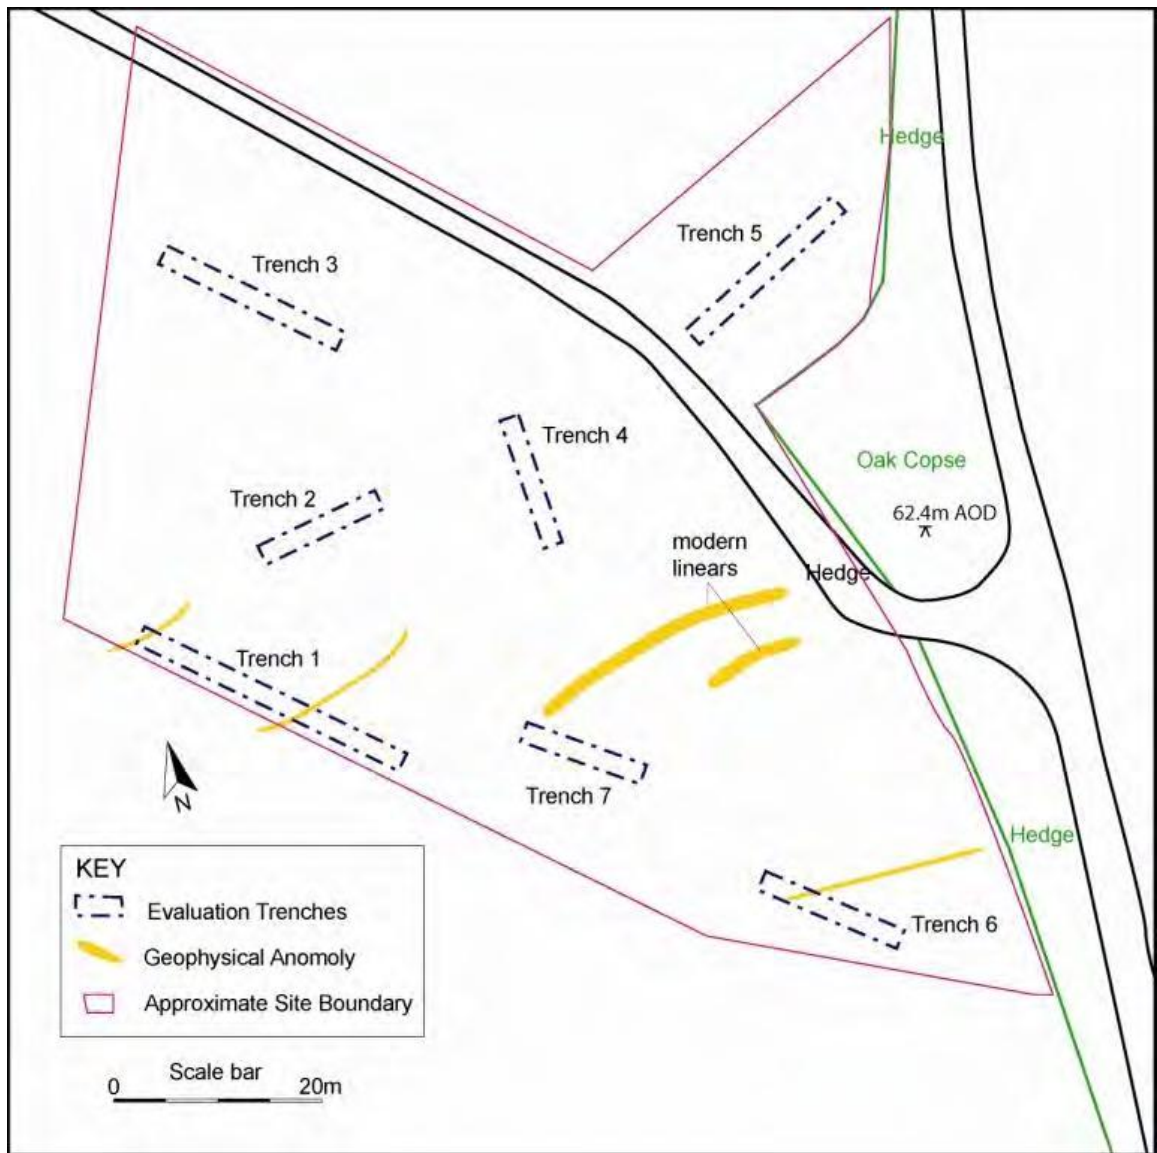 Hedge
Trench 5
Trench 3
Trench 4
Oak Copse
Trench 2
62.4m AOD
modern
linears
Hedge
Trench 1
Trench 7
N
Hedge
KEY
Evaluation Trenches
Trench 6
Geophysical Anomoly
Approximate Site Boundary
Scale bar
0 20m